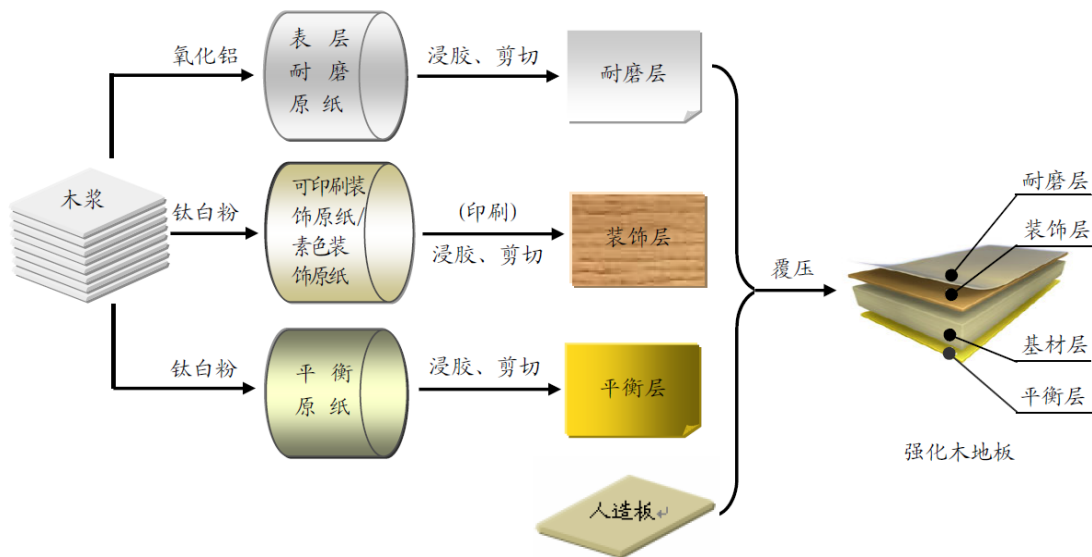 氧化铝
表 层
耐 磨
原 纸
浸胶、剪切
耐磨层
木浆
钛白粉
可印刷装
饰原纸/
素色装
饰原纸
(印刷)
浸胶、剪切
装饰层
钛白粉
平 衡
原 纸
浸胶、剪切
平衡层
人造板
覆压
耐磨层
装饰层
基材层
平衡层
强化木地板